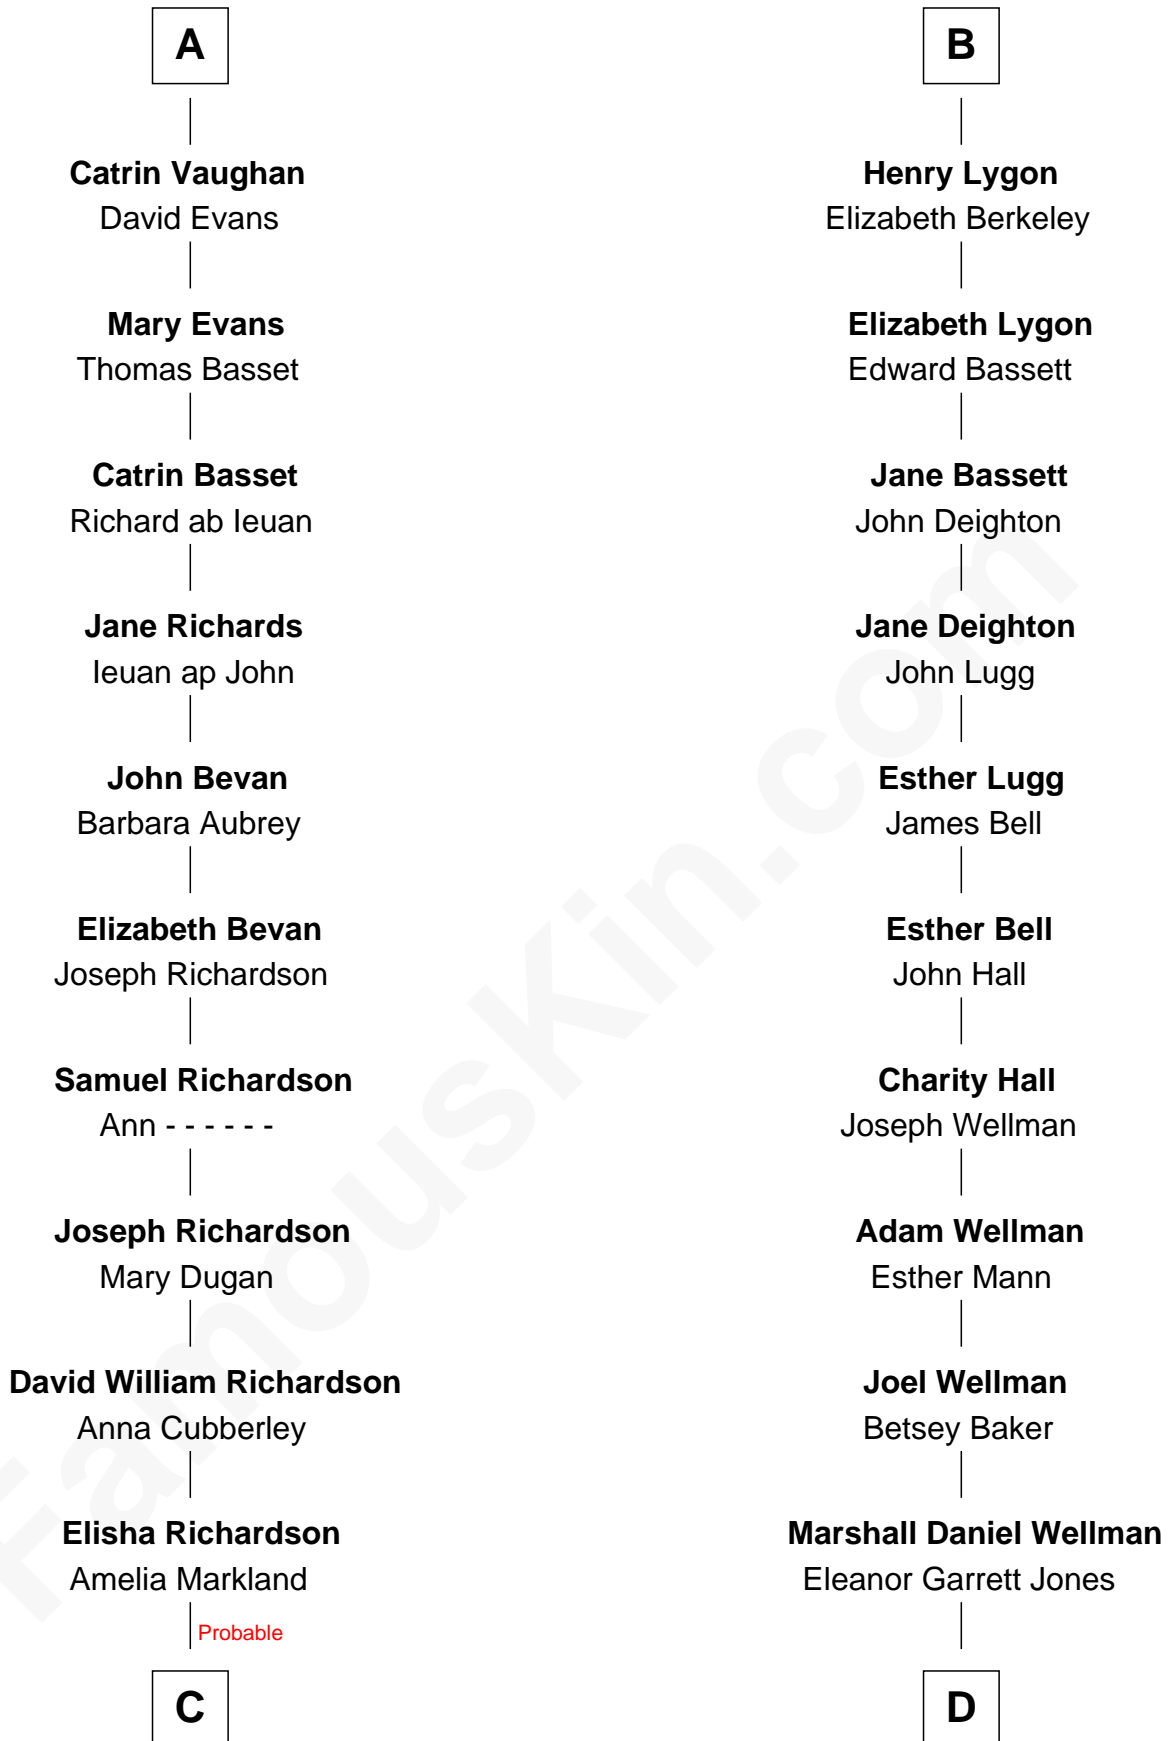 A
Catrin Vaughan
David Evans
Mary Evans
Thomas Basset
Catrin Basset
Richard ab Ieuan
Jane Richards
Ieuan ap John
John Bevan
Barbara Aubrey
Elizabeth Bevan
Joseph Richardson
Samuel Richardson
Ann - - - - - -
Joseph Richardson
Mary Dugan
David William Richardson
Anna Cubberley
Elisha Richardson
Amelia Markland
Probable
C
B
Henry Lygon
Elizabeth Berkeley
Elizabeth Lygon
Edward Bassett
Jane Bassett
John Deighton
Jane Deighton
John Lugg
Esther Lugg
James Bell
Esther Bell
John Hall
Charity Hall
Joseph Wellman
Adam Wellman
Esther Mann
Joel Wellman
Betsey Baker
Marshall Daniel Wellman
Eleanor Garrett Jones
D
FamousKin.com